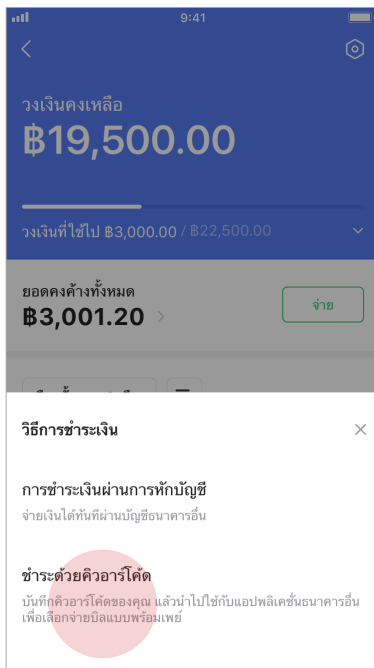 9:41
วงเงินคงเหลือ
฿19,500.00
วงเงินที่ใช้ไป ฿3,000.00 / ฿22,500.00
ยอดคงค้างทั้งหมด
฿3,001.20
จ่าย
วิธีการชำระเงิน
การชำระเงินผ่านการหักบัญชี
จ่ายเงินได้ทันทีผ่านบัญชีธนาคารอื่น
ชำระด้วยคิวอาร์โค้ด
บันทึกคิวอาร์โค้ดของคุณ แล้วนำไปใช้กับแอปพลิเคชั่นธนาคารอื่น
เพื่อเลือกจ่ายบิลแบบพร้อมเพย์